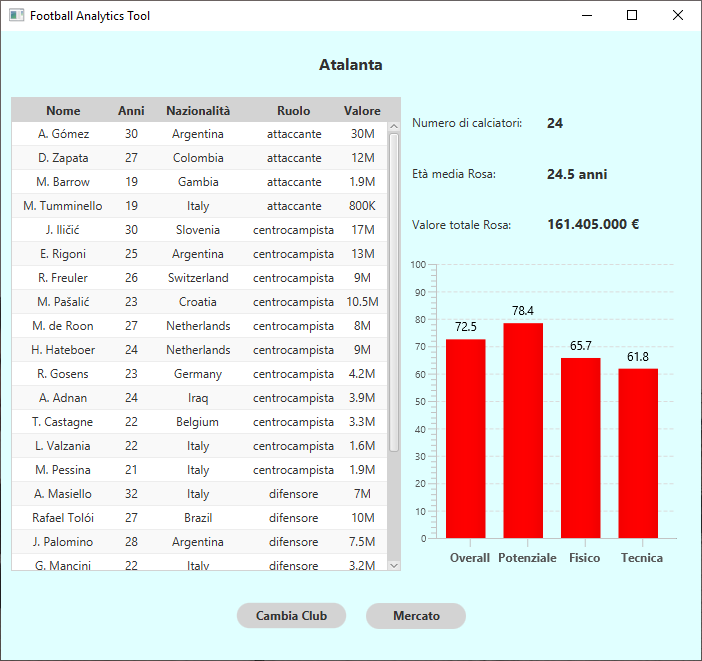 Football Analytics Tool
Atalanta
Nome Anni Nazionalità Ruolo Valore
A. Gómez 30 Argentina attaccante 30M
D. Zapata 27 Colombia attaccante 12M
M. Barrow 19 Gambia attaccante 1.9M
M. Tumminello 19 Italy attaccante 800K
J. Iličić 30 Slovenia centrocampista 17M
E. Rigoni 25 Argentina centrocampista 13M
R. Freuler 26 Switzerland centrocampista 9M
M. Pašalić 23 Croatia centrocampista 10.5M
M. de Roon 27 Netherlands centrocampista 8M
H. Hateboer 24 Netherlands centrocampista 9M
R. Gosens 23 Germany centrocampista 4.2M
A. Adnan 24 Iraq centrocampista 3.9M
T. Castagne 22 Belgium centrocampista 3.3M
L. Valzania 22 Italy centrocampista 1.6M
M. Pessina 21 Italy centrocampista 1.9M
A. Masiello 32 Italy difensore 7M
Rafael Tolói 27 Brazil difensore 10M
J. Palomino 28 Argentina difensore 7.5M
G. Mancini 22 Italy difensore 3.2M
Numero di calciatori: 24
Età media Rosa: 24.5 anni
Valore totale Rosa: 161.405.000 €
100
90
80
70
60
50
40
30
20
10
0
72.5
78.4
65.7
61.8
Overall Potenziale Fisico Tecnica
Cambia Club Mercato